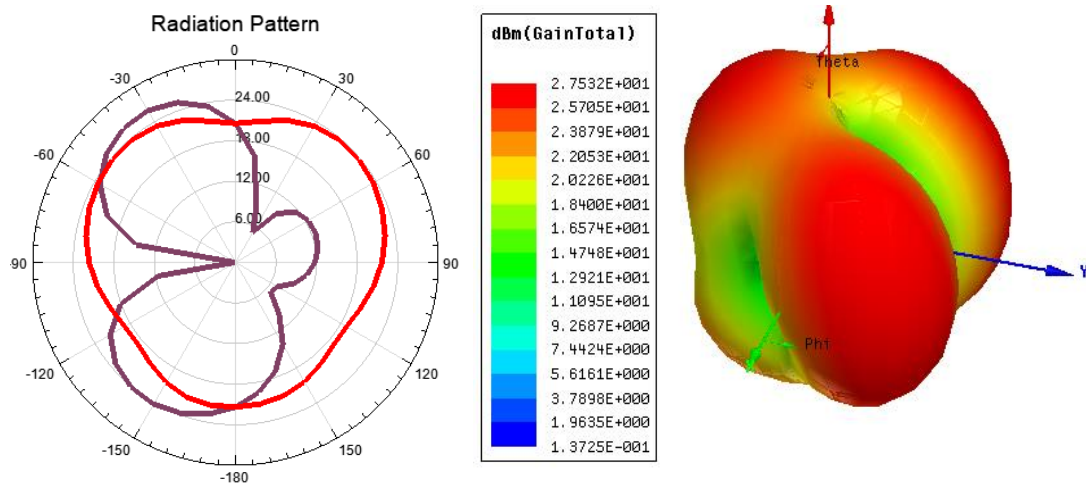 Radiation Pattern
0
-30
30
24.00
18.00
-60
60
12.00
6.00
-90
90
-120
120
-150
150
-180
dBm(GainTotal)
2.7532E+001
2.5705E+001
2.3879E+001
2.2053E+001
2.0226E+001
1.8400E+001
1.6574E+001
1.4748E+001
1.2921E+001
1.1095E+001
9.2687E+000
7.4424E+000
5.6161E+000
3.7898E+000
1.9635E+000
1.3725E-001
Theta
Y
Phi